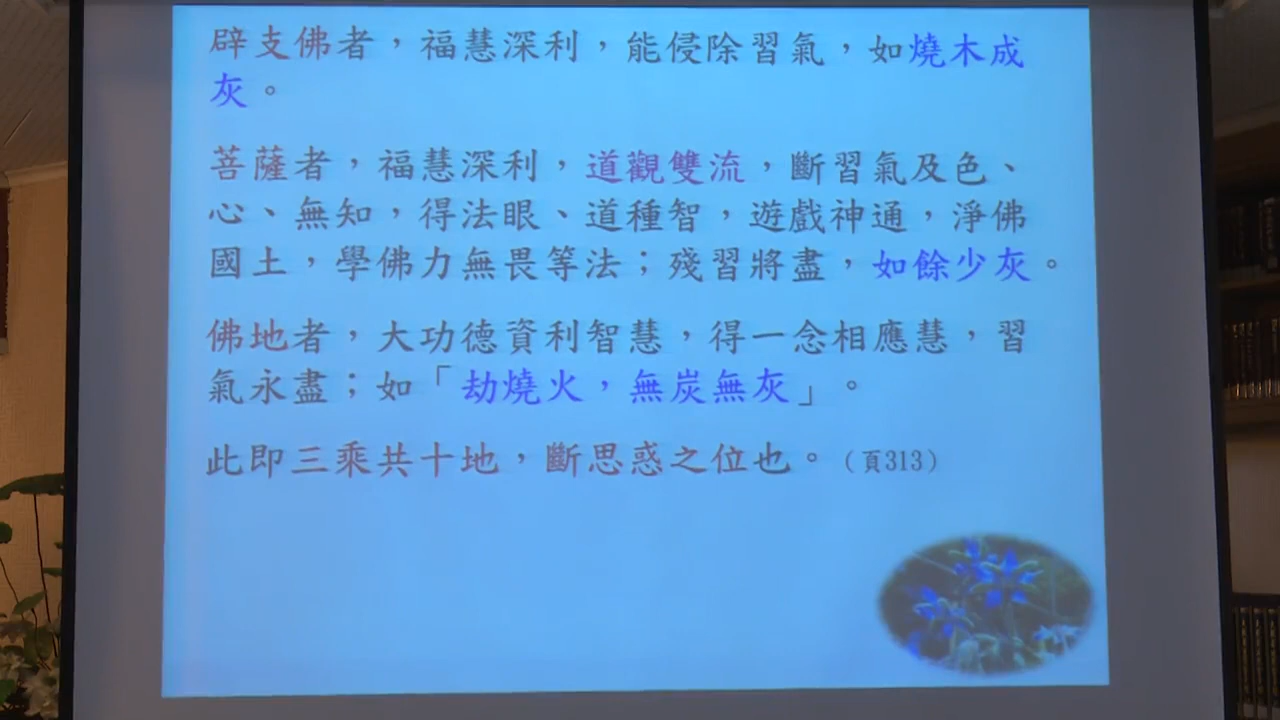 辟支佛者，福慧深利，能侵除習氣，如燒木成
灰。
菩薩者，福慧深利，道觀雙流，斷習氣及色、
心、無知，得法眼、道種智，遊戲神通，淨佛
國土，學佛力無畏等法；殘習將盡，如餘少灰。
佛地者，大功德資利智慧，得一念相應慧，習
氣永盡；如「劫燒火，無炭無灰」。
此即三乘共十地，斷思惑之位也。（頁313）